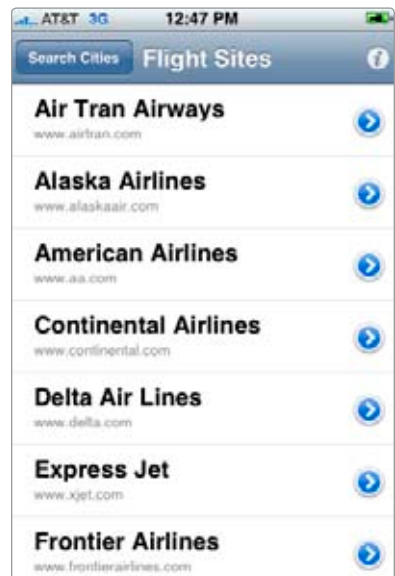 AT&T 3G 12:47 PM
Search Cities Flight Sites
Air Tran Airways
www.airtran.com
Alaska Airlines
www.alaskaair.com
American Airlines
www.aa.com
Continental Airlines
www.continental.com
Delta Air Lines
www.delta.com
Express Jet
www.xjet.com
Frontier Airlines
www.frontierairlines.com